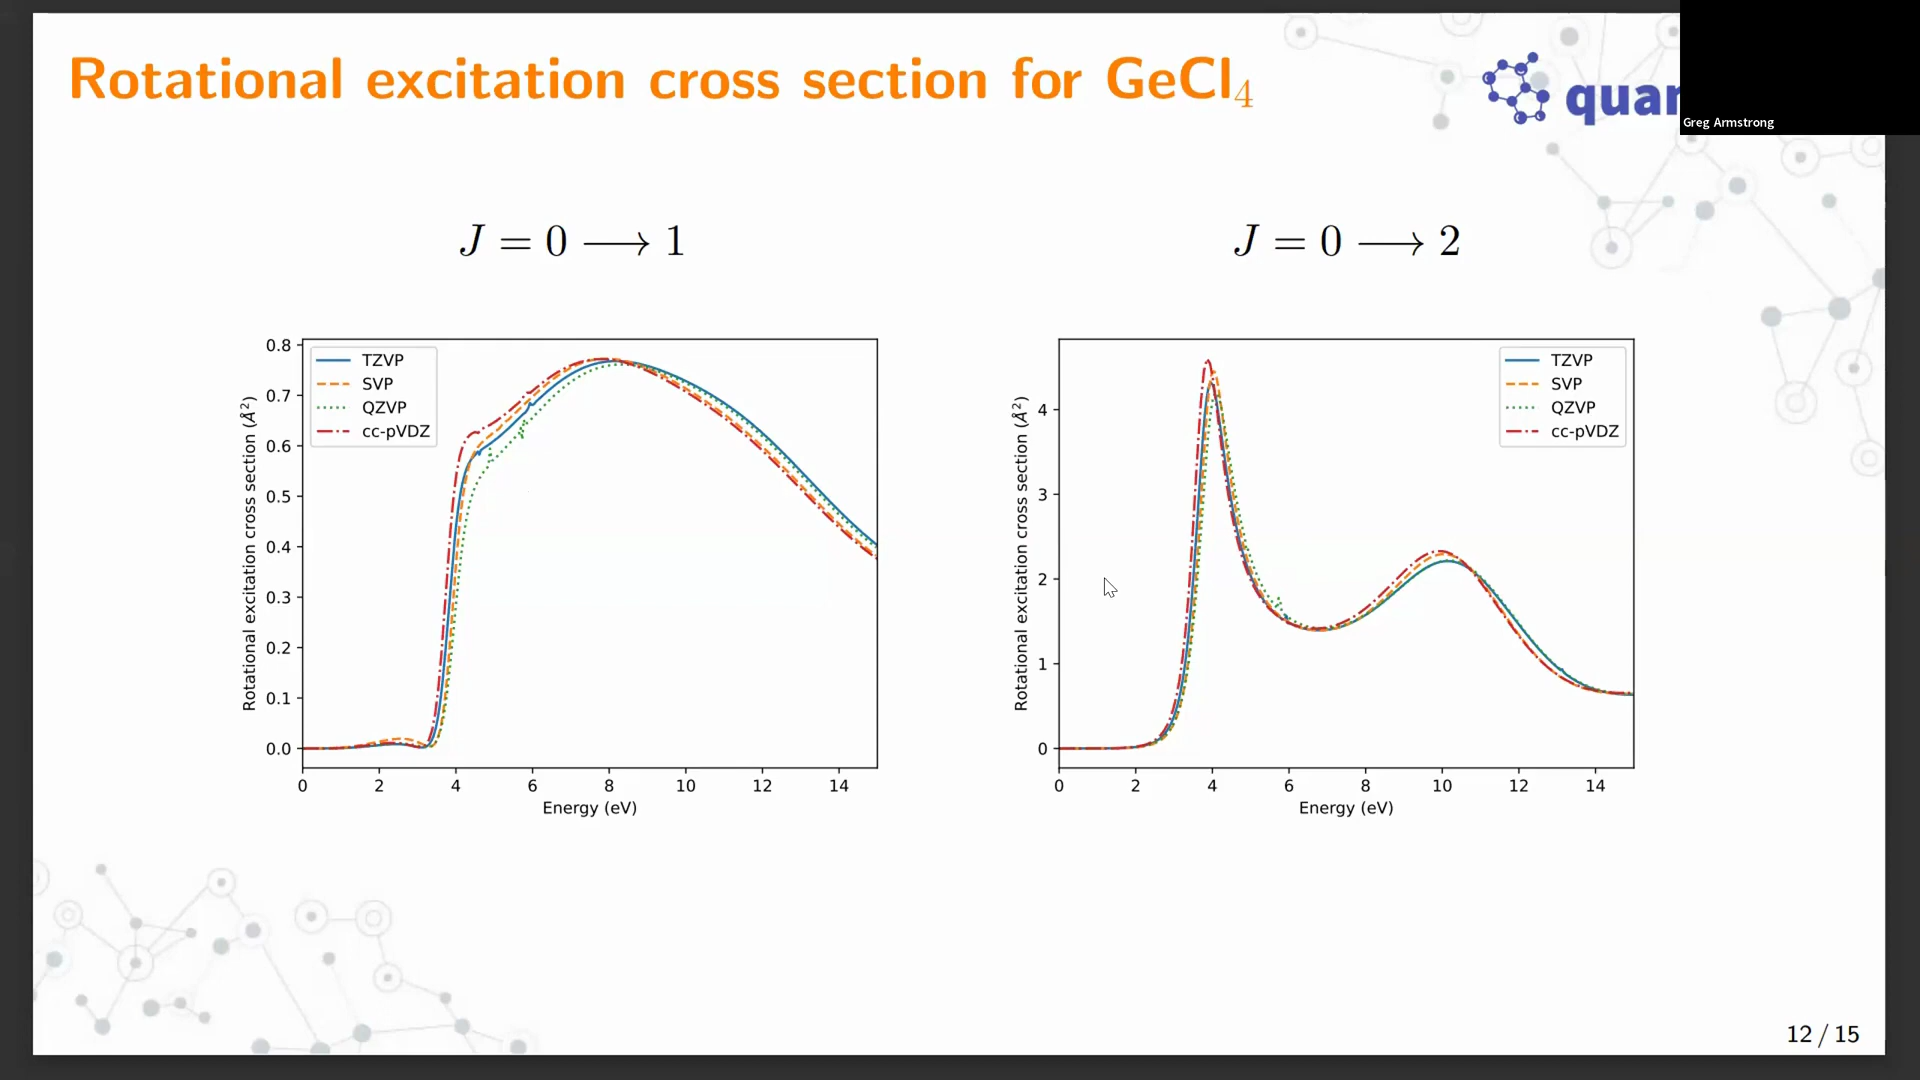 Rotational excitation cross section for GeCl₄
quan
Greg Armstrong
J = 0 ⟶ 1
J = 0 ⟶ 2
TZVP
SVP
QZVP
cc-pVDZ
Rotational excitation cross section (Å²)
0.8
0.7
0.6
0.5
0.4
0.3
0.2
0.1
0.0
0 2 4 6 8 10 12 14
Energy (eV)
TZVP
SVP
QZVP
cc-pVDZ
Rotational excitation cross section (Å²)
4
3
2
1
0
0 2 4 6 8 10 12 14
Energy (eV)
12 / 15